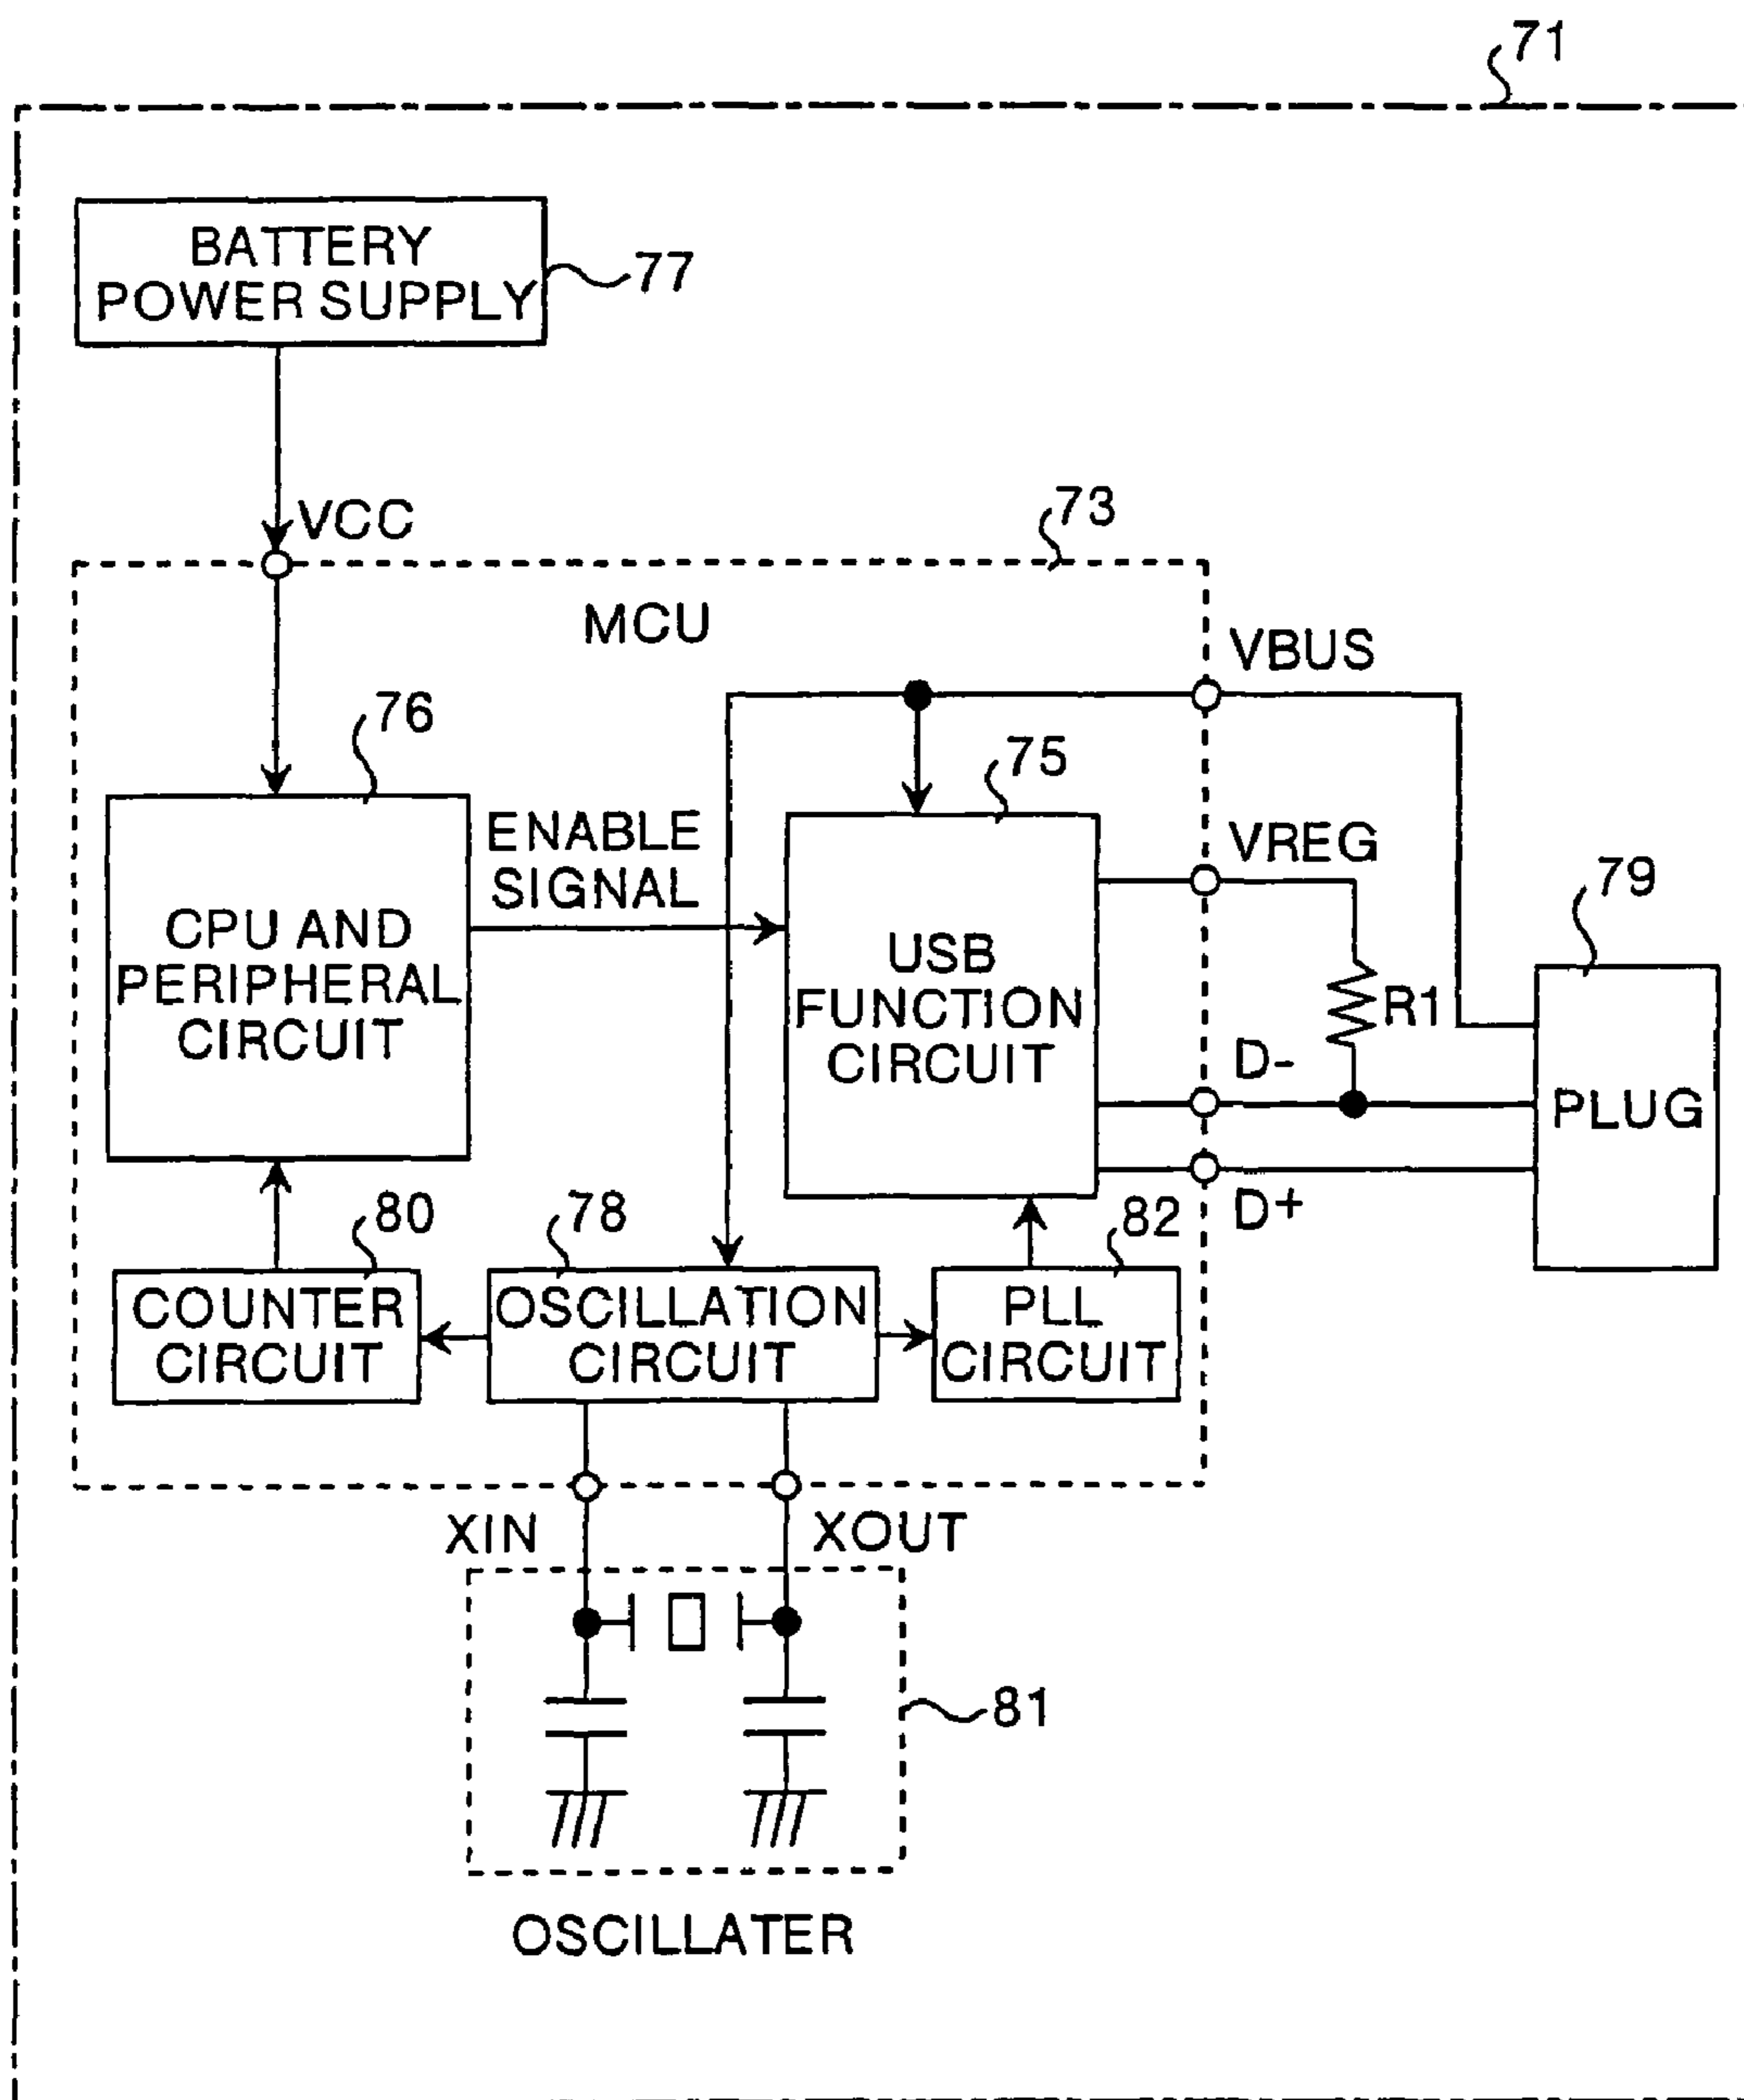 71
BATTERY
POWER SUPPLY
77
VCC
73
MCU
VBUS
76
75
ENABLE
SIGNAL
VREG
79
CPU AND
PERIPHERAL
CIRCUIT
USB
FUNCTION
CIRCUIT
R1
D-
PLUG
D+
80
78
82
COUNTER
CIRCUIT
OSCILLATION
CIRCUIT
PLL
CIRCUIT
XIN
XOUT
81
OSCILLATER